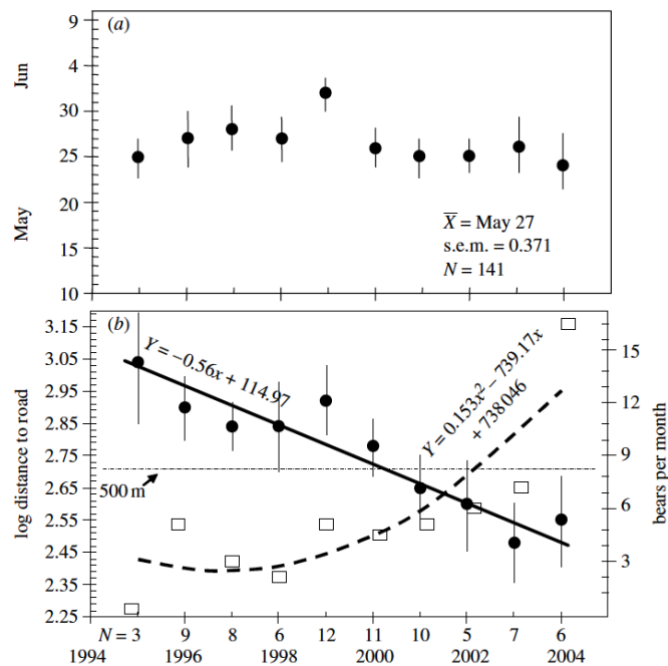 (a)
9
4
30
25
20
15
10
Jun
May
X̄ = May 27
s.e.m. = 0.371
N = 141
(b)
3.15
3.05
2.95
2.85
2.75
2.65
2.55
2.45
2.35
2.25
log distance to road
Y = −0.56x + 114.97
Y = 0.153x² − 739.17x
+ 738046
500 m
15
12
9
6
3
bears per month
N = 3 9 8 6 12 11 10 5 7 6
1994 1996 1998 2000 2002 2004